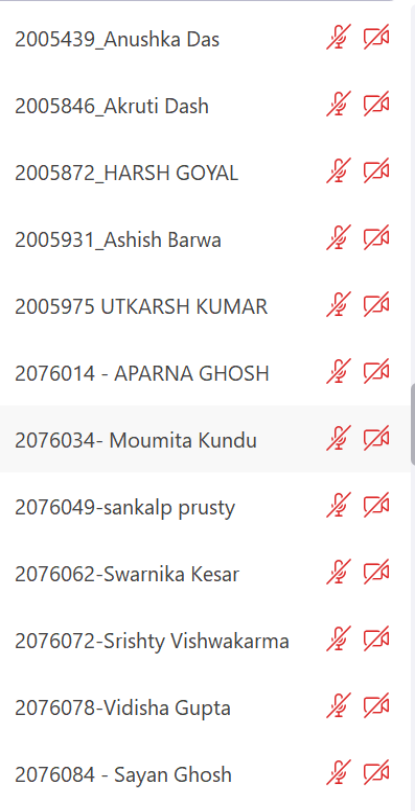 2005439_Anushka Das
2005846_Akruti Dash
2005872_HARSH GOYAL
2005931_Ashish Barwa
2005975 UTKARSH KUMAR
2076014 - APARNA GHOSH
2076034- Moumita Kundu
2076049-sankalp prusty
2076062-Swarnika Kesar
2076072-Srishty Vishwakarma
2076078-Vidisha Gupta
2076084 - Sayan Ghosh